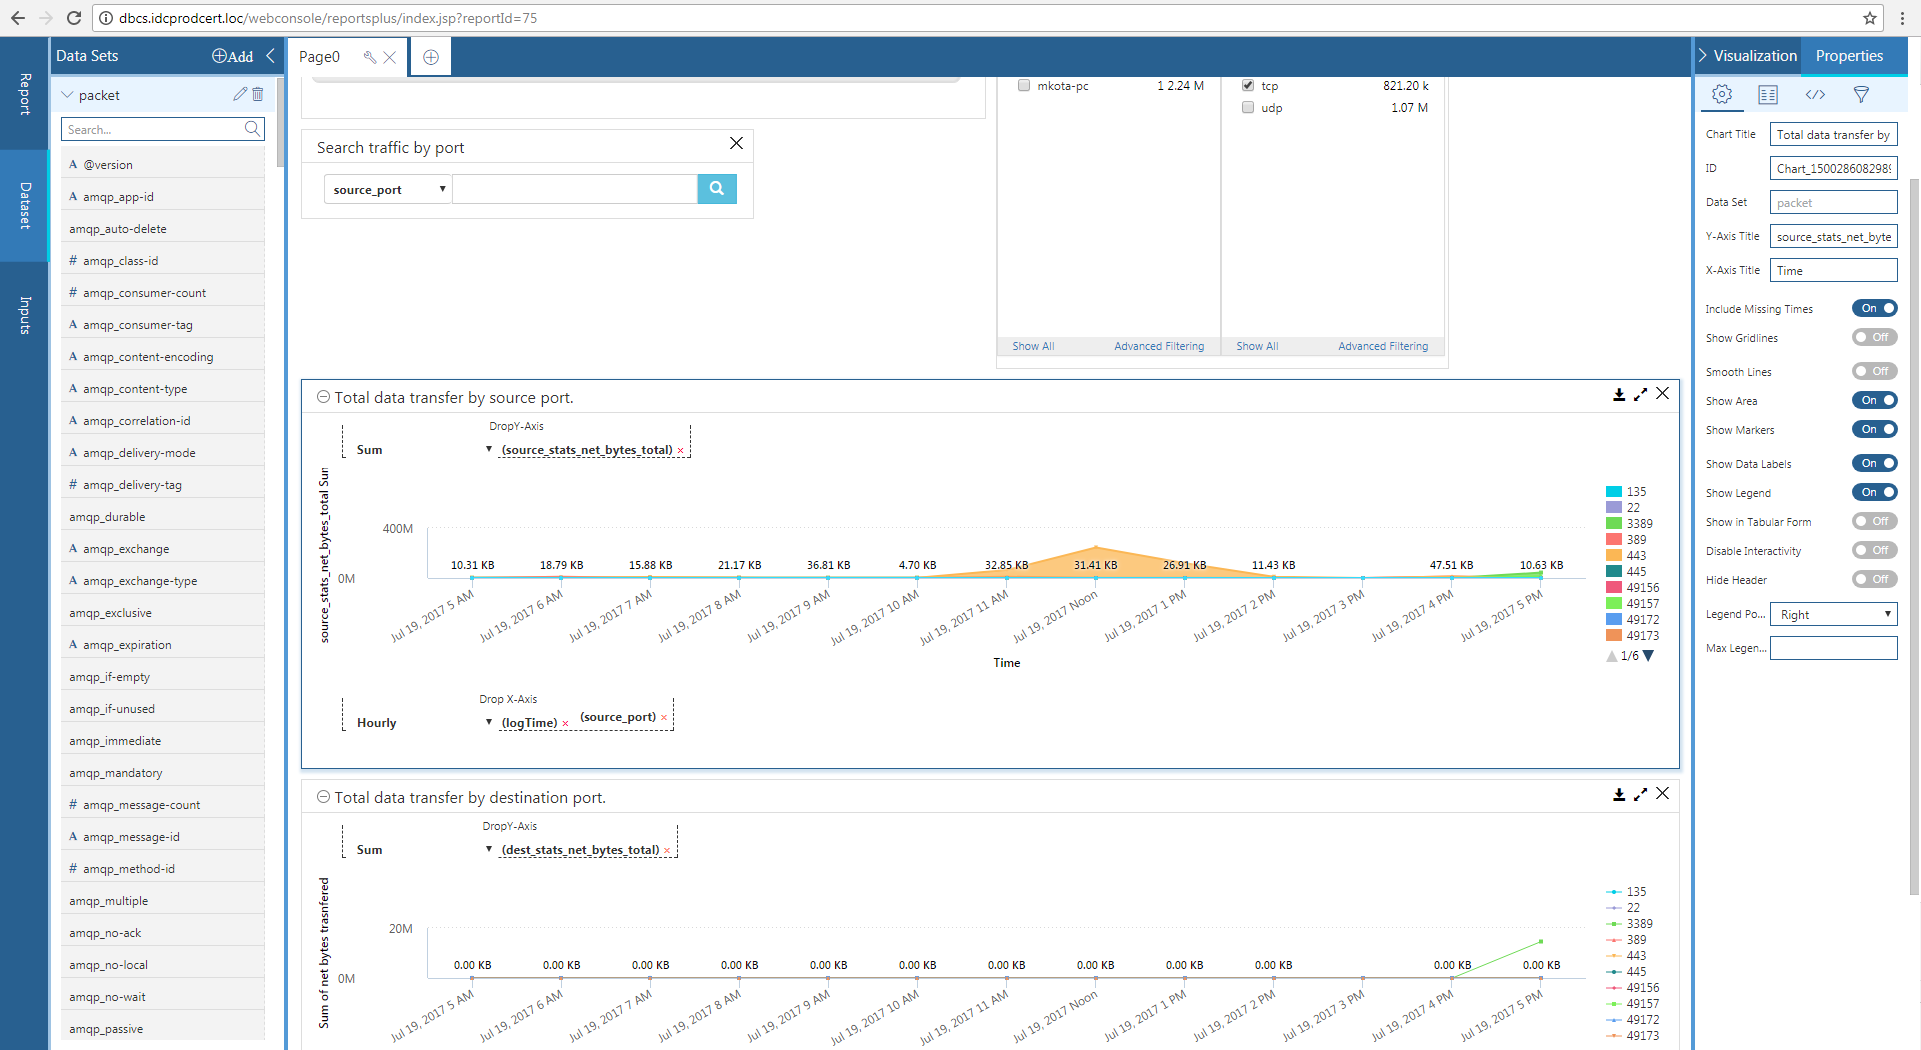 dbcs.idcprodcert.loc/webconsole/reportsplus/index.jsp?reportId=75
Report
Dataset
Inputs
Data Sets
Add
packet
Search...
A @version
A amqp_app-id
amqp_auto-delete
# amqp_class-id
# amqp_consumer-count
A amqp_consumer-tag
A amqp_content-encoding
A amqp_content-type
A amqp_correlation-id
A amqp_delivery-mode
# amqp_delivery-tag
amqp_durable
A amqp_exchange
A amqp_exchange-type
amqp_exclusive
A amqp_expiration
amqp_if-empty
amqp_if-unused
amqp_immediate
amqp_mandatory
# amqp_message-count
A amqp_message-id
# amqp_method-id
amqp_multiple
amqp_no-ack
amqp_no-local
amqp_no-wait
amqp_passive
Page0
mkota-pc 1 2.24 M
tcp 821.20 k
udp 1.07 M
Show All Advanced Filtering
Show All Advanced Filtering
Search traffic by port
source_port
Total data transfer by source port.
DropY-Axis
Sum (source_stats_net_bytes_total) ×
source_stats_net_bytes_total Sum
400M
0M
10.31 KB 18.79 KB 15.88 KB 21.17 KB 36.81 KB 4.70 KB 32.85 KB 31.41 KB 26.91 KB 11.43 KB 47.51 KB 10.63 KB
Jul 19, 2017 5 AM
Jul 19, 2017 6 AM
Jul 19, 2017 7 AM
Jul 19, 2017 8 AM
Jul 19, 2017 9 AM
Jul 19, 2017 10 AM
Jul 19, 2017 11 AM
Jul 19, 2017 Noon
Jul 19, 2017 1 PM
Jul 19, 2017 2 PM
Jul 19, 2017 3 PM
Jul 19, 2017 4 PM
Jul 19, 2017 5 PM
Time
135
22
3389
389
443
445
49156
49157
49172
49173
1/6
Drop X-Axis
Hourly (logTime) × (source_port) ×
Total data transfer by destination port.
DropY-Axis
Sum (dest_stats_net_bytes_total) ×
Sum of net bytes trasnfered
20M
0M
0.00 KB 0.00 KB 0.00 KB 0.00 KB 0.00 KB 0.00 KB 0.00 KB 0.00 KB 0.00 KB 0.00 KB 0.00 KB 0.00 KB
Jul 19, 2017 5 AM
Jul 19, 2017 6 AM
Jul 19, 2017 7 AM
Jul 19, 2017 8 AM
Jul 19, 2017 9 AM
Jul 19, 2017 10 AM
Jul 19, 2017 11 AM
Jul 19, 2017 Noon
Jul 19, 2017 1 PM
Jul 19, 2017 2 PM
Jul 19, 2017 3 PM
Jul 19, 2017 4 PM
Jul 19, 2017 5 PM
135
22
3389
389
443
445
49156
49157
49172
49173
Visualization
Properties
Chart Title Total data transfer by
ID Chart_1500286082989
Data Set packet
Y-Axis Title source_stats_net_byte
X-Axis Title Time
Include Missing Times On
Show Gridlines Off
Smooth Lines Off
Show Area On
Show Markers On
Show Data Labels On
Show Legend On
Show in Tabular Form Off
Disable Interactivity Off
Hide Header Off
Legend Po... Right
Max Legen...